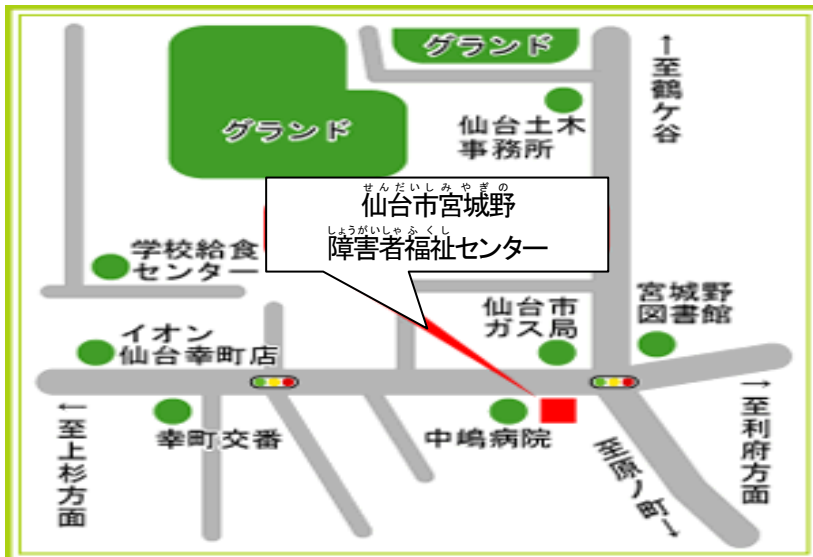 グランド
↑至鶴ケ谷
グランド
仙台土木
事務所
せんだいしみやぎの
仙台市宮城野
しょうがいしゃふくし
障害者福祉センター
学校給食
センター
仙台市
ガス局
宮城野
図書館
イオン
仙台幸町店
←至上杉方面
幸町交番
中嶋病院
至原ノ町→
→至利府方面